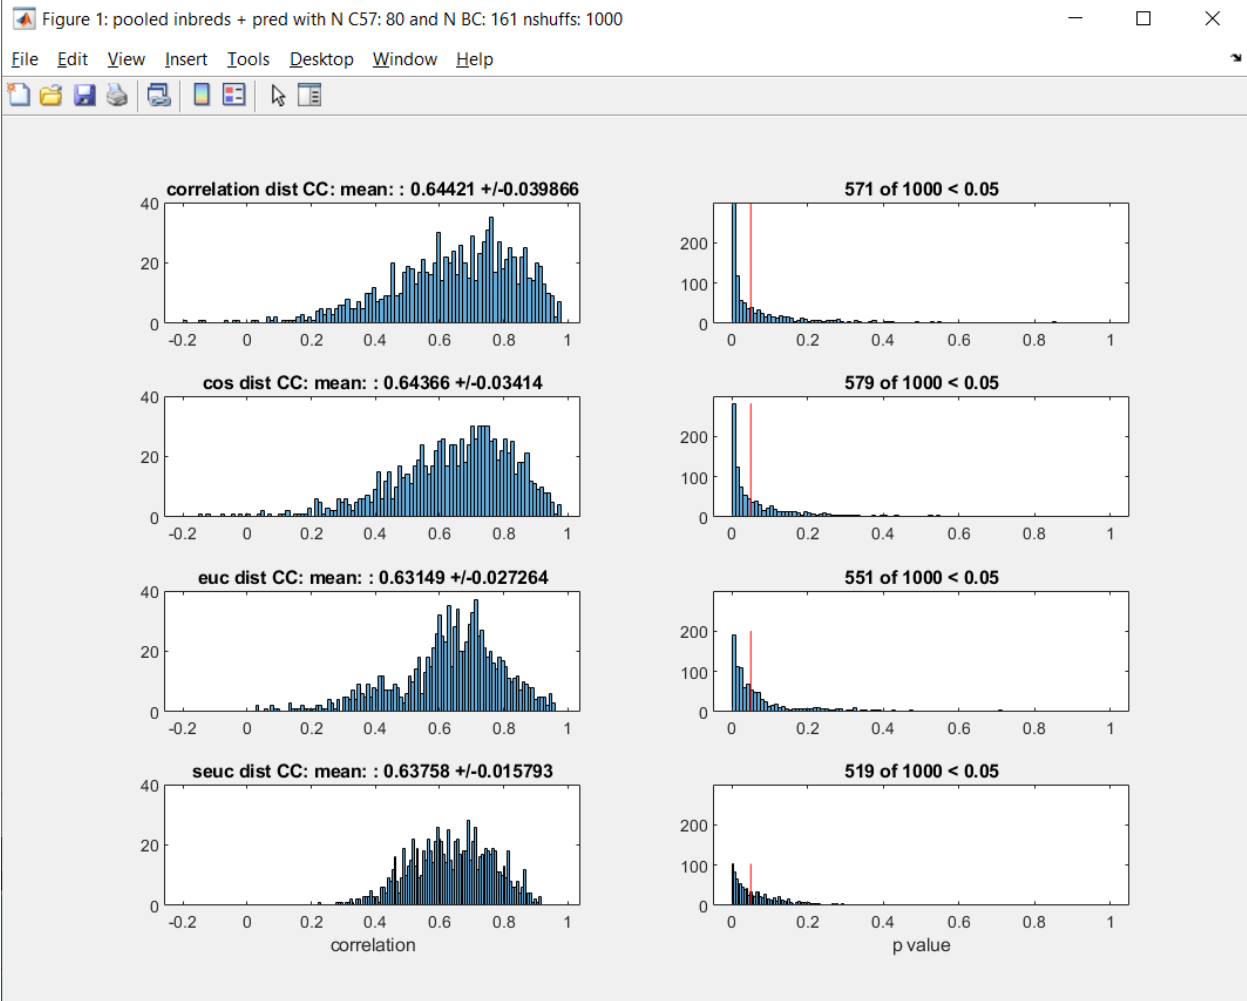 Figure 1: pooled inbreds + pred with N C57: 80 and N BC: 161 nshuffs: 1000
File Edit View Insert Tools Desktop Window Help
correlation dist CC: mean: : 0.64421 +/-0.039866
40
20
0
-0.2 0 0.2 0.4 0.6 0.8 1
571 of 1000 < 0.05
200
100
0
0 0.2 0.4 0.6 0.8 1
cos dist CC: mean: : 0.64366 +/-0.03414
40
20
0
-0.2 0 0.2 0.4 0.6 0.8 1
579 of 1000 < 0.05
200
100
0
0 0.2 0.4 0.6 0.8 1
euc dist CC: mean: : 0.63149 +/-0.027264
40
20
0
-0.2 0 0.2 0.4 0.6 0.8 1
551 of 1000 < 0.05
200
100
0
0 0.2 0.4 0.6 0.8 1
seuc dist CC: mean: : 0.63758 +/-0.015793
40
20
0
-0.2 0 0.2 0.4 0.6 0.8 1
correlation
519 of 1000 < 0.05
200
100
0
0 0.2 0.4 0.6 0.8 1
p value